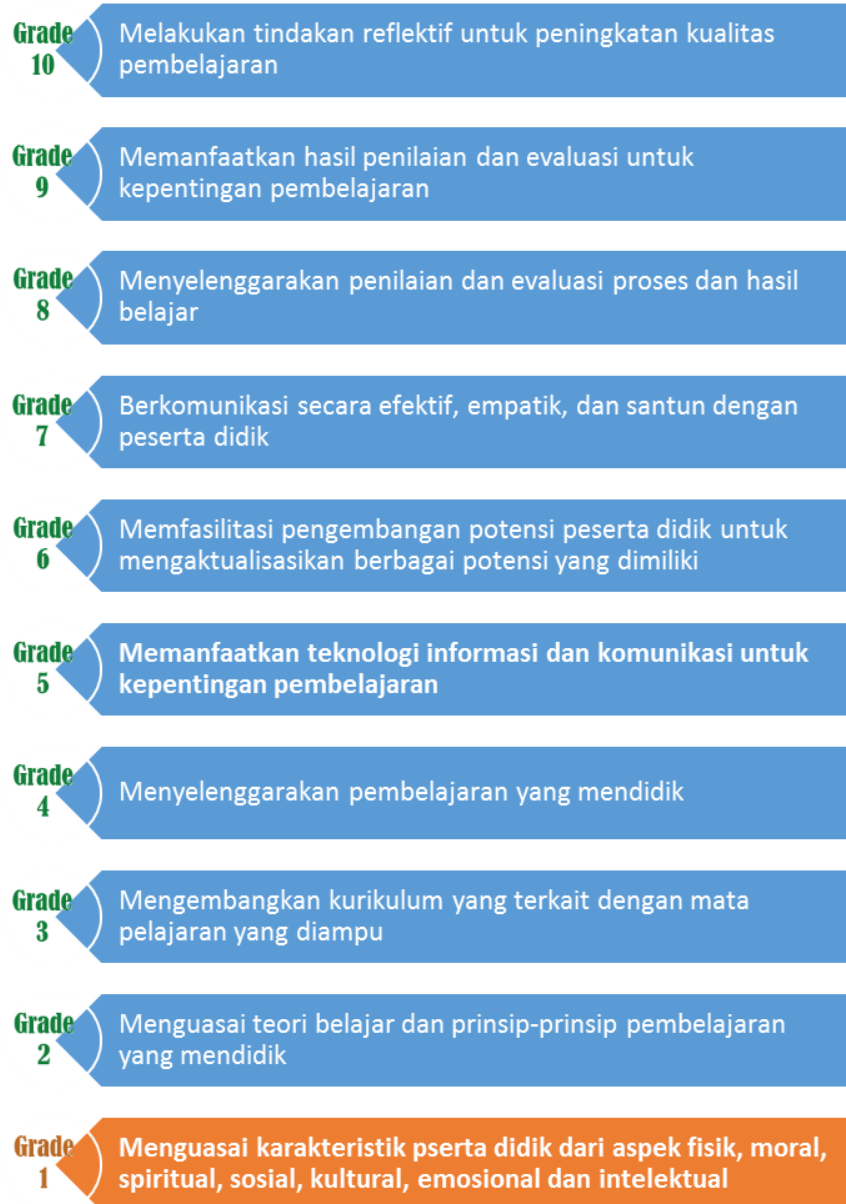 Grade
10
Melakukan tindakan reflektif untuk peningkatan kualitas
pembelajaran
Grade
9
Memanfaatkan hasil penilaian dan evaluasi untuk
kepentingan pembelajaran
Grade
8
Menyelenggarakan penilaian dan evaluasi proses dan hasil
belajar
Grade
7
Berkomunikasi secara efektif, empatik, dan santun dengan
peserta didik
Grade
6
Memfasilitasi pengembangan potensi peserta didik untuk
mengaktualisasikan berbagai potensi yang dimiliki
Grade
5
Memanfaatkan teknologi informasi dan komunikasi untuk
kepentingan pembelajaran
Grade
4
Menyelenggarakan pembelajaran yang mendidik
Grade
3
Mengembangkan kurikulum yang terkait dengan mata
pelajaran yang diampu
Grade
2
Menguasai teori belajar dan prinsip-prinsip pembelajaran
yang mendidik
Grade
1
Menguasai karakteristik pserta didik dari aspek fisik, moral,
spiritual, sosial, kultural, emosional dan intelektual